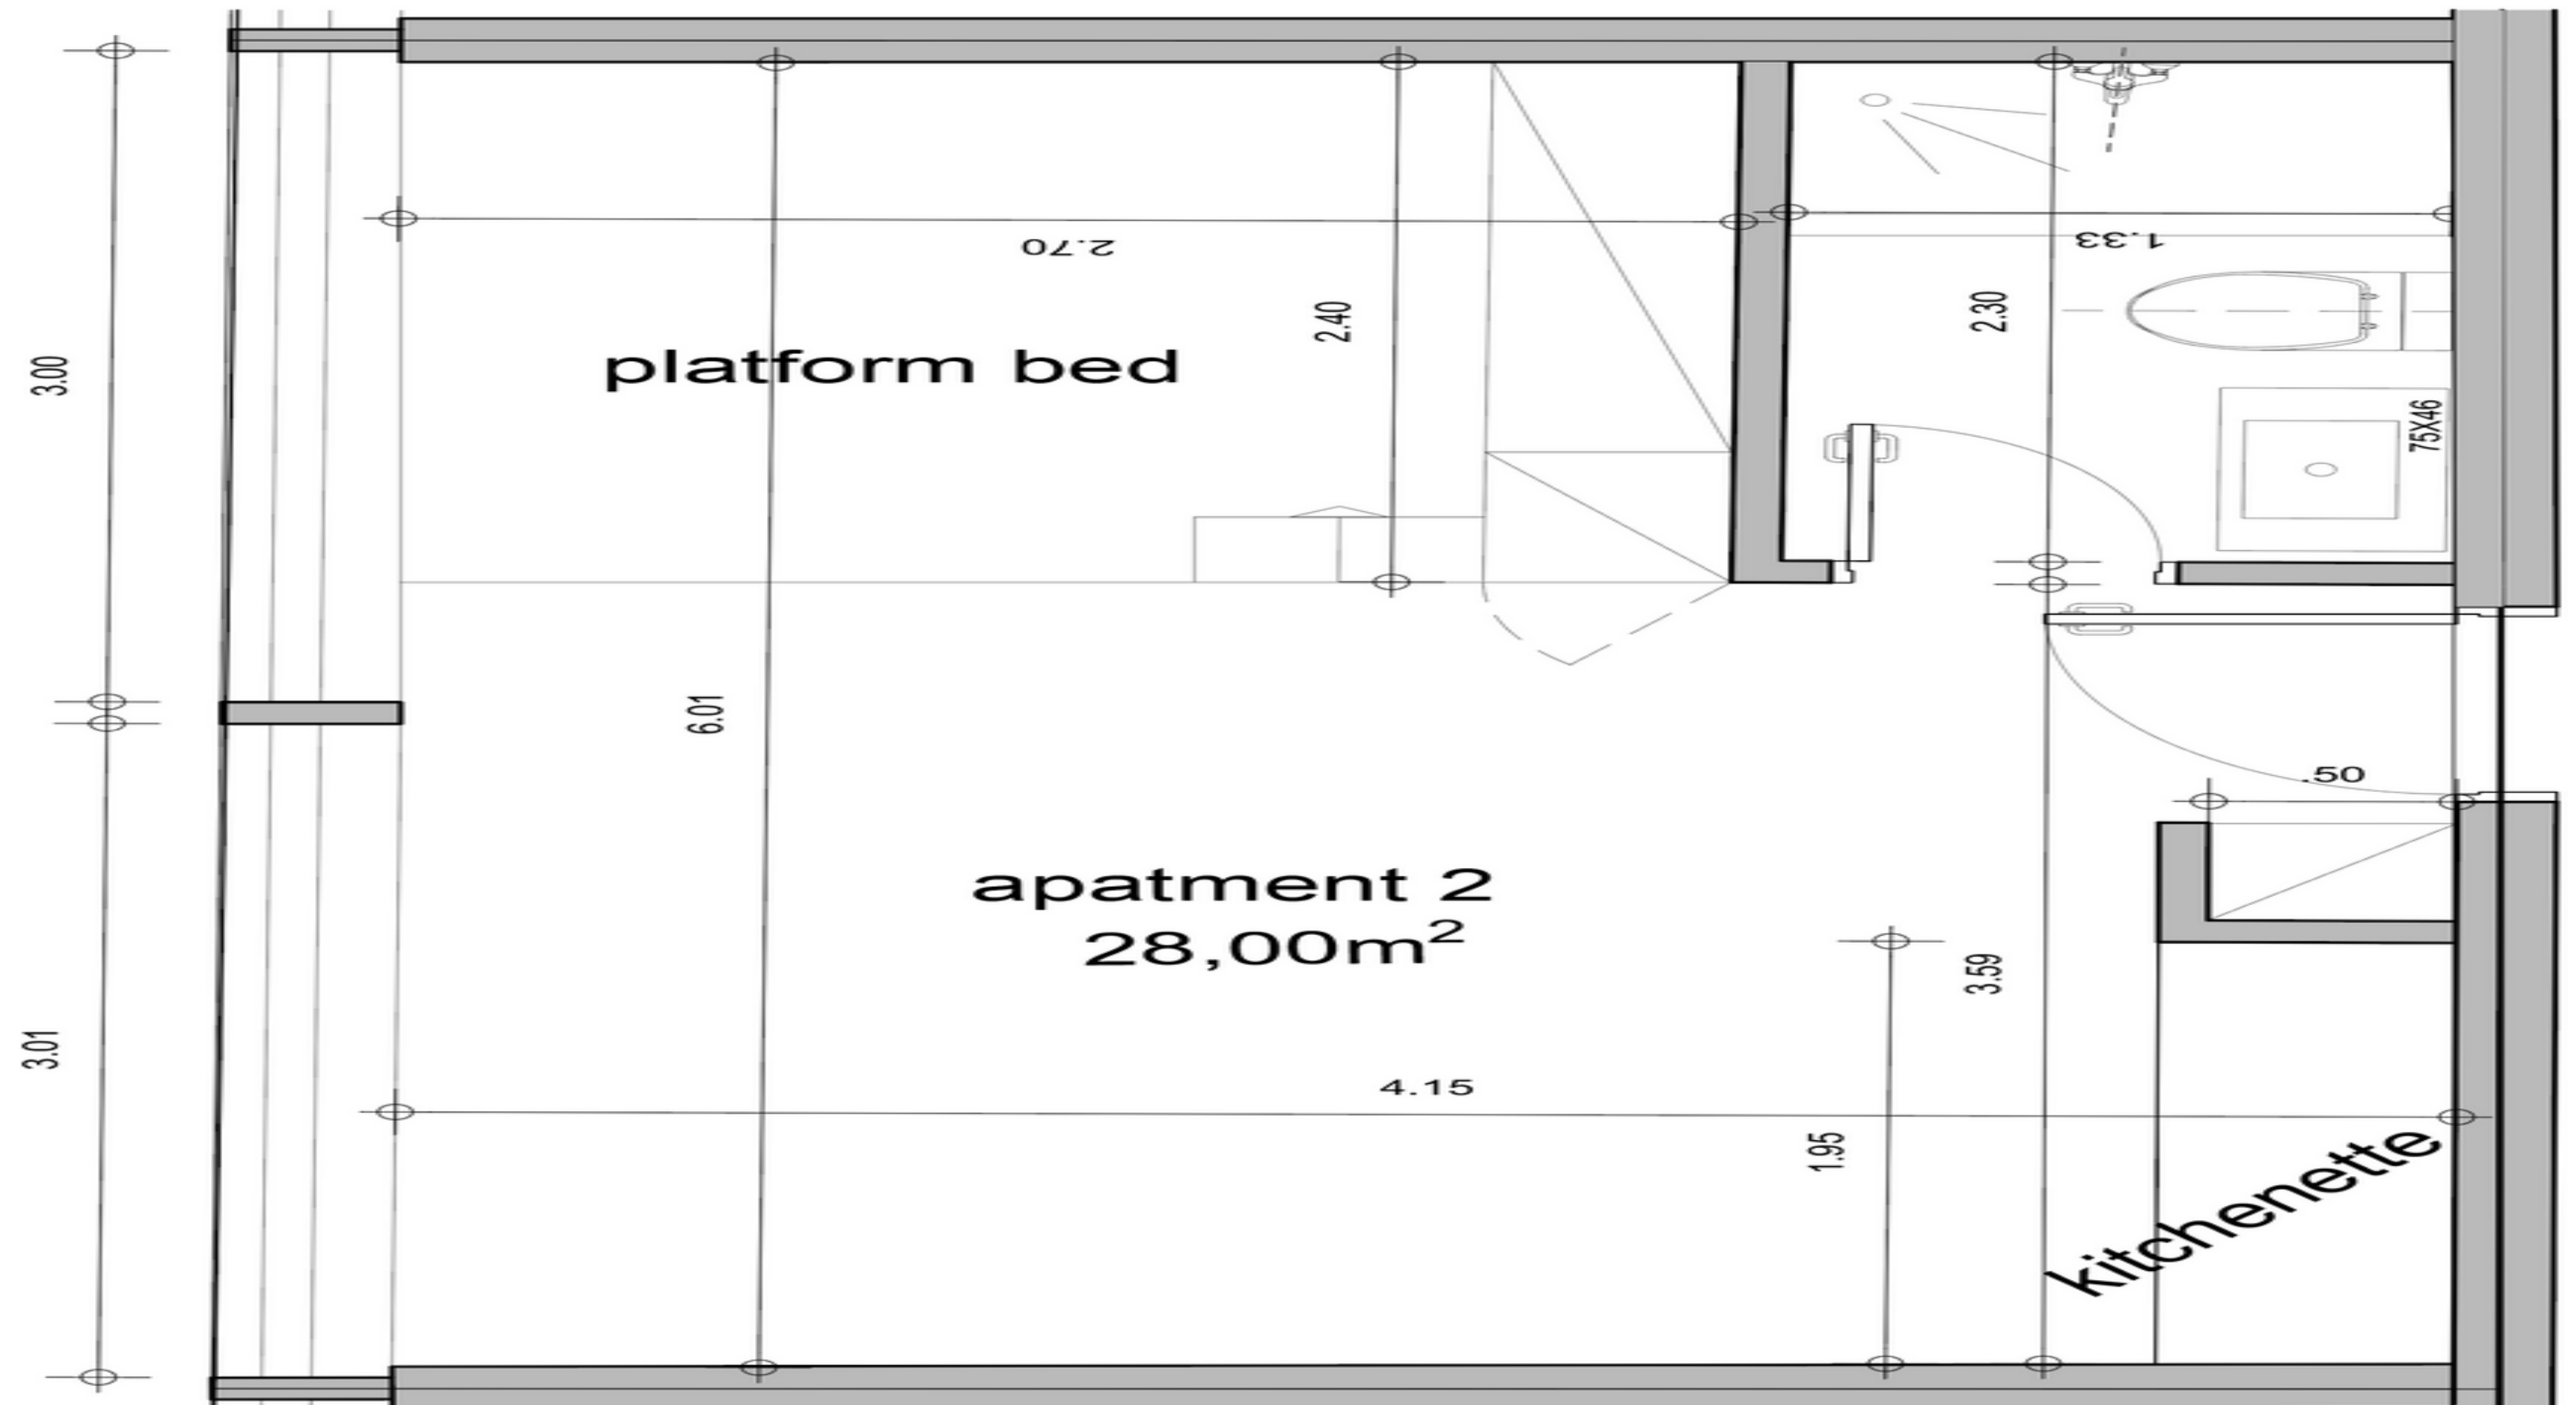 2.70
1.33
2.40
2.30
3.00
platform bed
75X46
6.01
.50
apatment 2
28,00m²
3.59
3.01
4.15
1.95
kitchenette